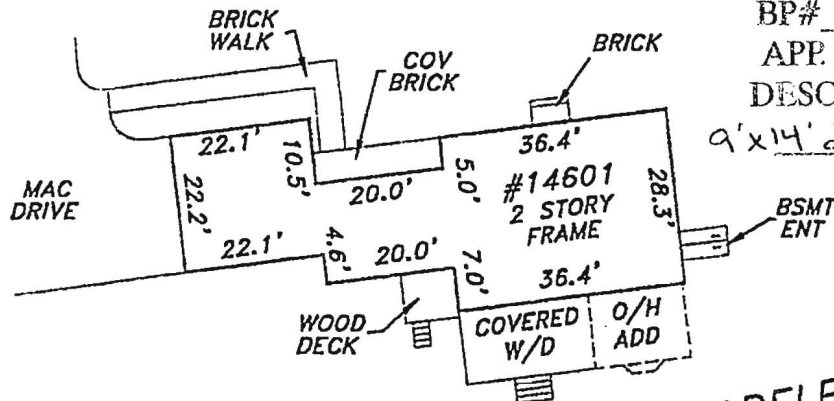 BRICK
WALK
COV
BRICK
BRICK
BP#
APP.
DESC
9'x14'
22.1'
10.5'
20.0'
36.4'
5.0'
#14601
2 STORY
FRAME
28.3'
22.2'
MAC
DRIVE
BSMT
ENT
22.1'
4.6'
20.0'
7.0'
36.4'
WOOD
DECK
COVERED
W/D
O/H
ADD